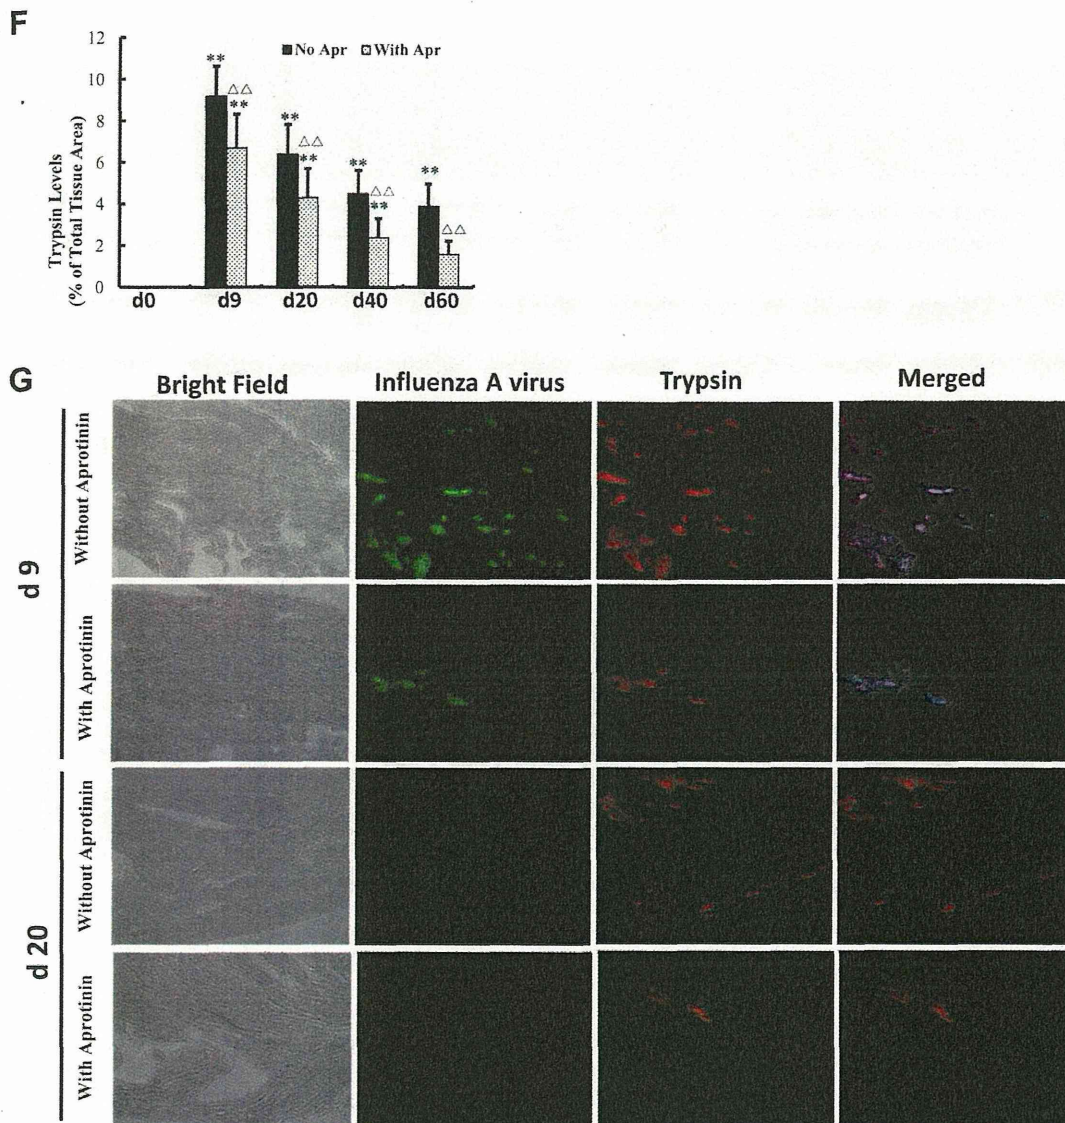 F
12
10
8
6
4
2
0
Trypsin Levels
(% of Total Tissue Area)
■ No Apr ▨ With Apr
**
△△
**
**
△△
**
**
△△
**
**
△△
d0 d9 d20 d40 d60
G
Bright Field Influenza A virus Trypsin Merged
d 9
Without Aprotinin
With Aprotinin
d 20
Without Aprotinin
With Aprotinin